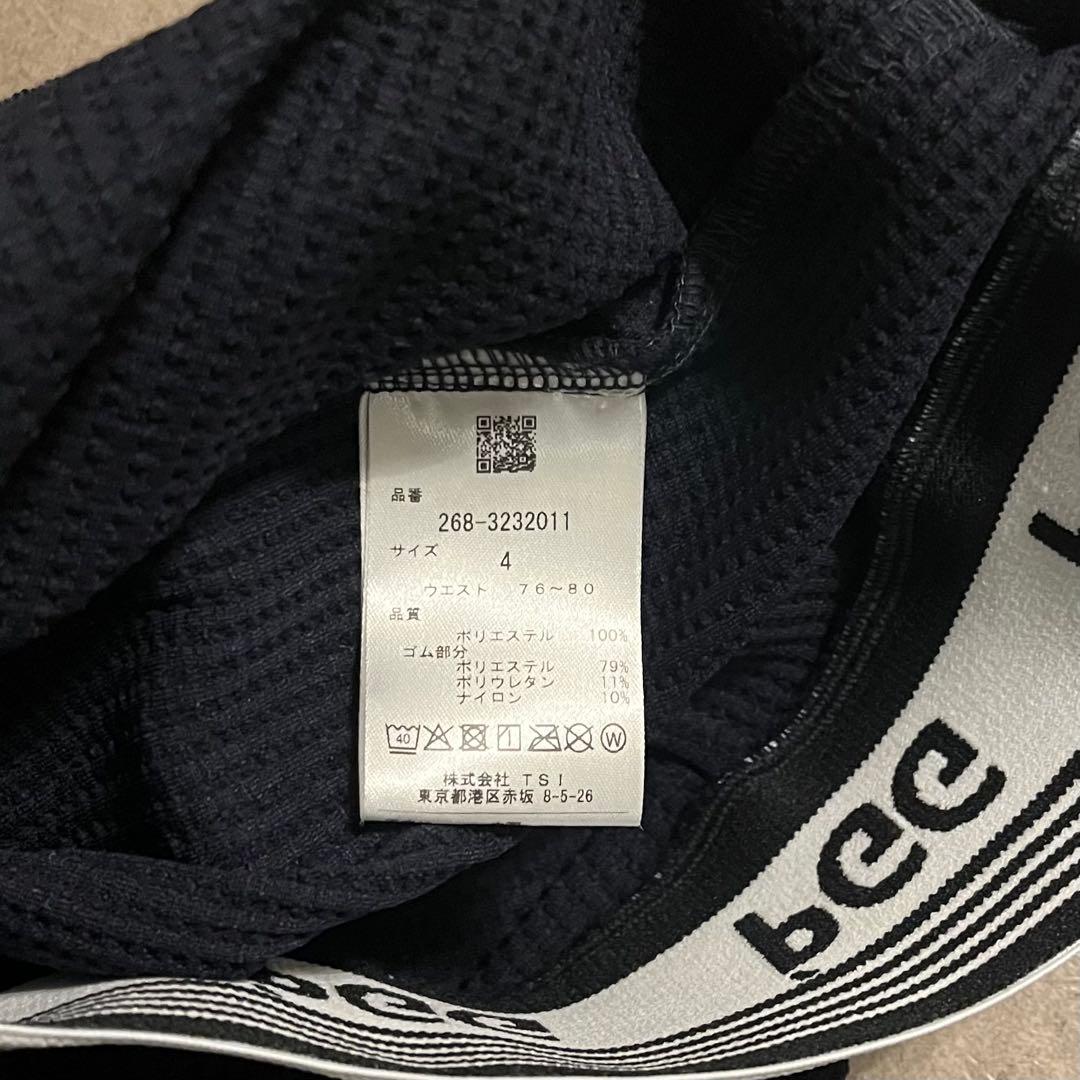 品番
268-3232011
サイズ
4
ウエスト 76~80
品質
ポリエステル 100%
ゴム部分
ポリエステル 79%
ポリウレタン 11%
ナイロン 10%
40 W
株式会社 TSI
東京都港区赤坂 8-5-26